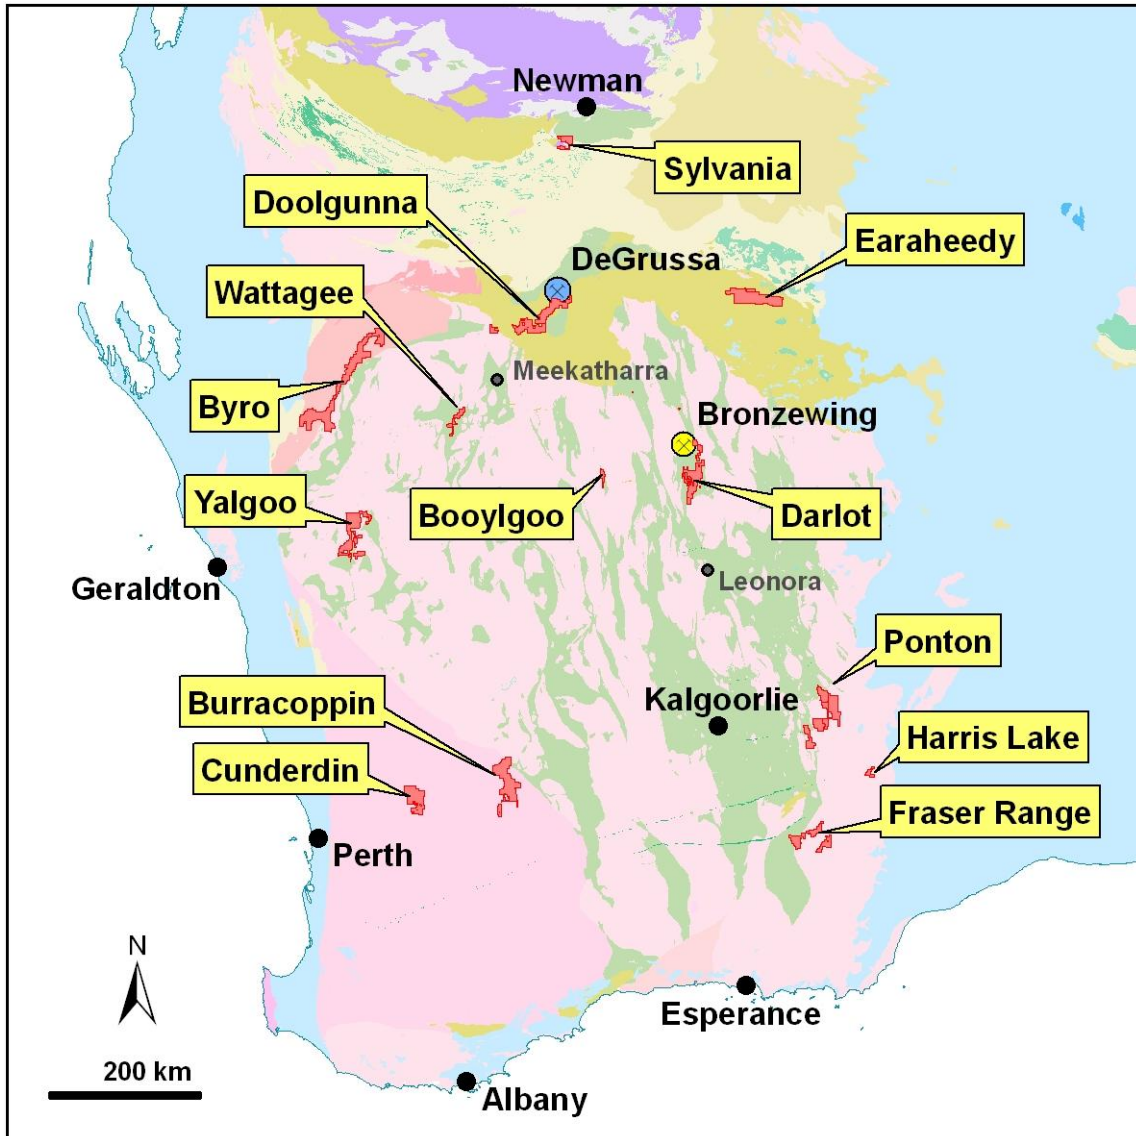 Newman
Sylvania
Doolgunna
Earaheedy
DeGrussa
Wattagee
Meekatharra
Byro
Bronzewing
Yalgoo
Booylgoo
Darlot
Geraldton
Leonora
Ponton
Burracoppin
Kalgoorlie
Harris Lake
Cunderdin
Fraser Range
Perth
N
Esperance
200 km
Albany